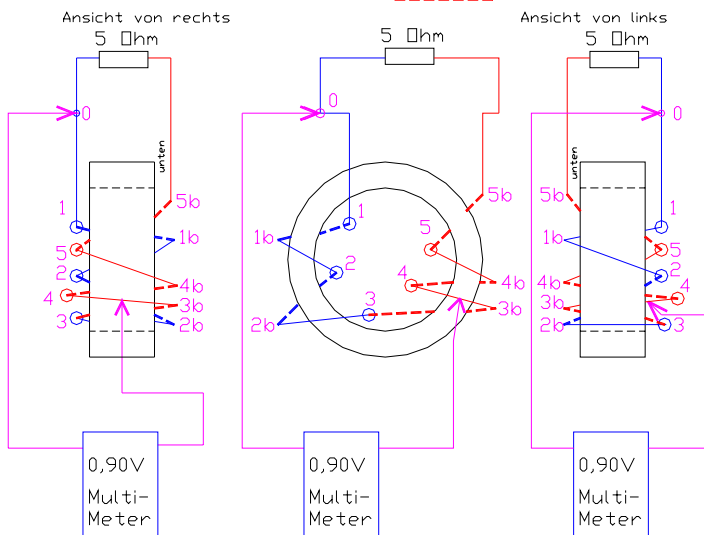 Ansicht von rechts
5 Ohm
0
unten
1
5b
1b
5
2
4b
4
3b
3
2b
0,90V
Multi-
Meter
5 Ohm
0
1
1b
5
2
4
4b
3
3b
2b
0,90V
Multi-
Meter
Ansicht von links
5 Ohm
0
unten
5b
1
1b
5
4b
2
3b
4
2b
3
0,90V
Multi-
Meter
5b